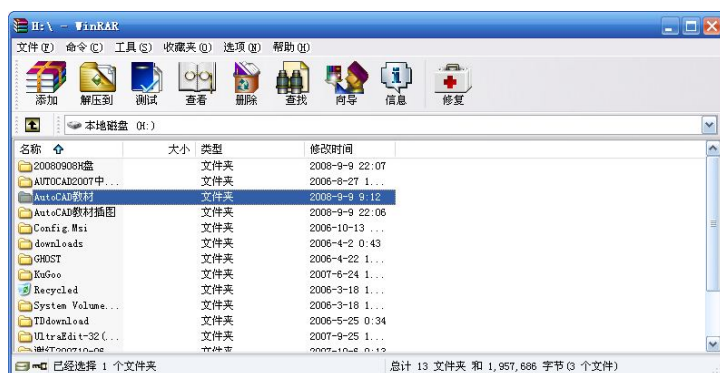 H:\ - WinRAR
文件(F) 命令(C) 工具(S) 收藏夹(O) 选项(N) 帮助(H)
添加 解压到 测试 查看 删除 查找 向导 信息 修复
本地磁盘 (H:)
名称 大小 类型 修改时间
20080908H盘 文件夹 2008-9-9 22:07
AUTOCAD2007中... 文件夹 2006-8-27 1...
AutoCAD教材 文件夹 2008-9-9 9:12
AutoCAD教材插图 文件夹 2008-9-9 22:06
Config.Msi 文件夹 2006-10-13 ...
downloads 文件夹 2006-4-2 0:43
GHOST 文件夹 2006-4-22 1...
KuGoo 文件夹 2007-6-24 1...
Recycled 文件夹 2006-3-18 1...
System Volume... 文件夹 2006-3-18 1...
TDdownload 文件夹 2006-5-25 0:34
UltraEdit-32(... 文件夹 2007-9-25 1...
文件夹 2007-10-6 0:13
已经选择 1 个文件夹 总计 13 文件夹 和 1,957,686 字节(3 个文件)